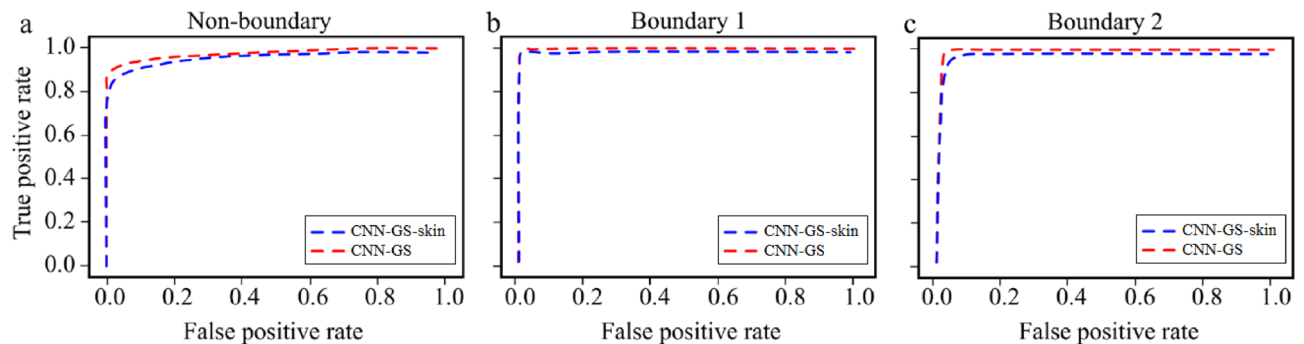 a Non-boundary
True positive rate
1.0
0.8
0.6
0.4
0.2
0.0
CNN-GS-skin
CNN-GS
0.0 0.2 0.4 0.6 0.8 1.0
False positive rate
b Boundary 1
CNN-GS-skin
CNN-GS
0.0 0.2 0.4 0.6 0.8 1.0
False positive rate
c Boundary 2
CNN-GS-skin
CNN-GS
0.0 0.2 0.4 0.6 0.8 1.0
False positive rate